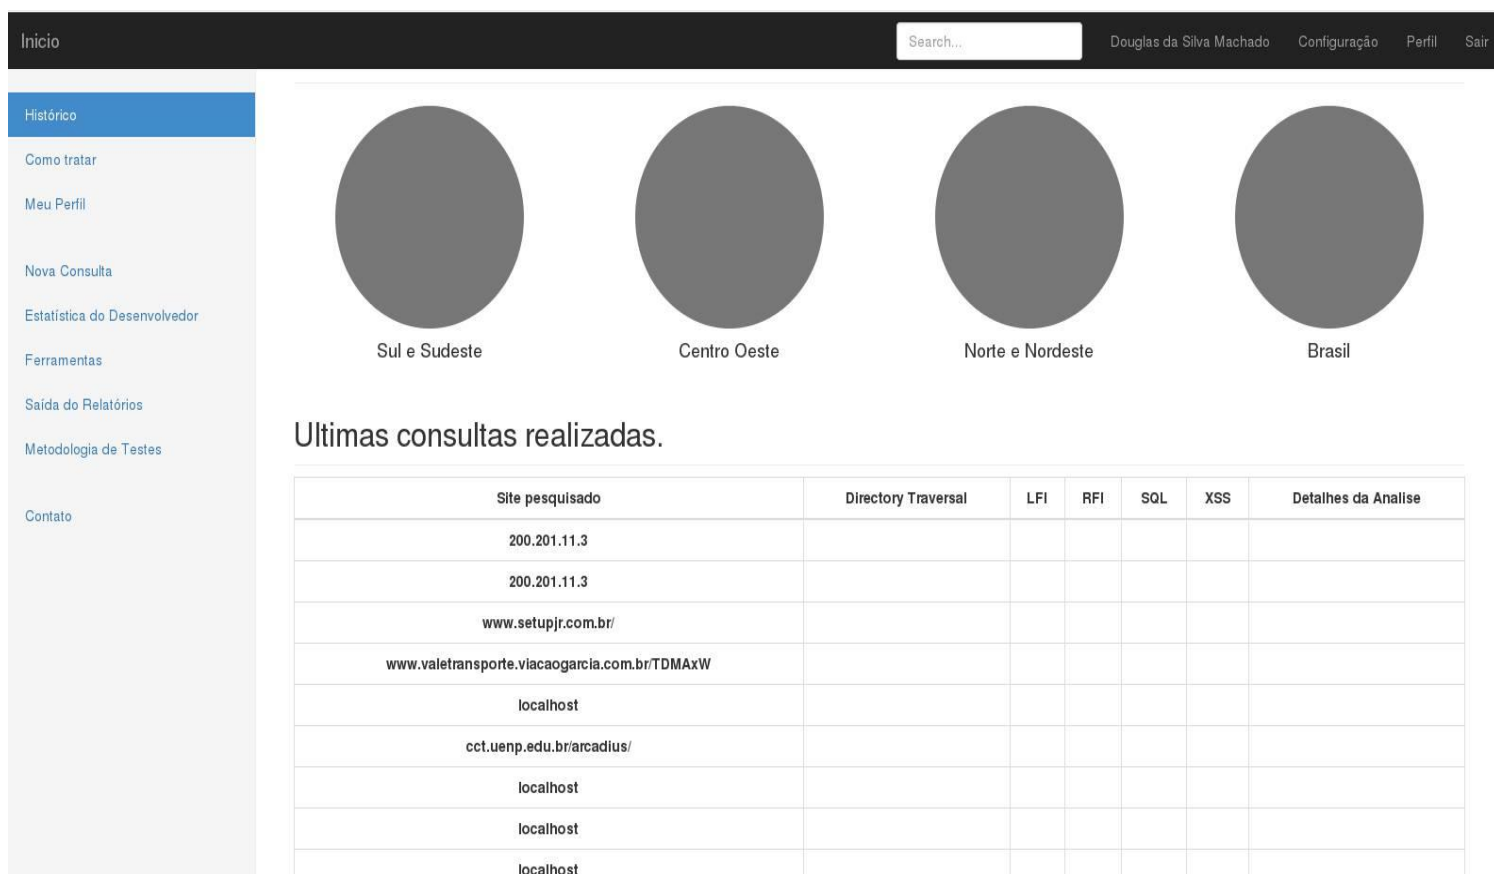 Inicio
Search...
Douglas da Silva Machado
Configuração
Perfil
Sair
Histórico
Como tratar
Meu Perfil
Nova Consulta
Estatística do Desenvolvedor
Ferramentas
Saída do Relatórios
Metodologia de Testes
Contato
Sul e Sudeste
Centro Oeste
Norte e Nordeste
Brasil
Ultimas consultas realizadas.
Site pesquisado Directory Traversal LFI RFI SQL XSS Detalhes da Analise
200.201.11.3
200.201.11.3
www.setupjr.com.br/
www.valetransporte.viacaogarcia.com.br/TDMAxW
localhost
cct.uenp.edu.br/arcadius/
localhost
localhost
localhost